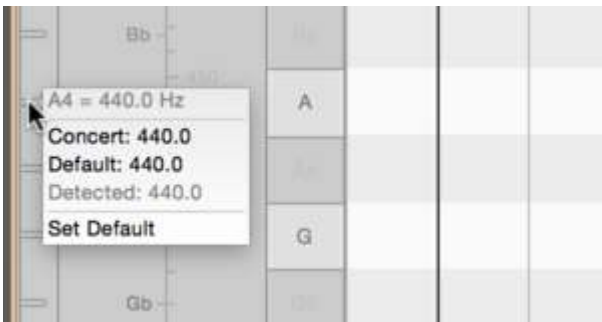 Bb
A4 = 440.0 Hz
A
Concert: 440.0
Default: 440.0
Detected: 440.0
Set Default
G
Gb